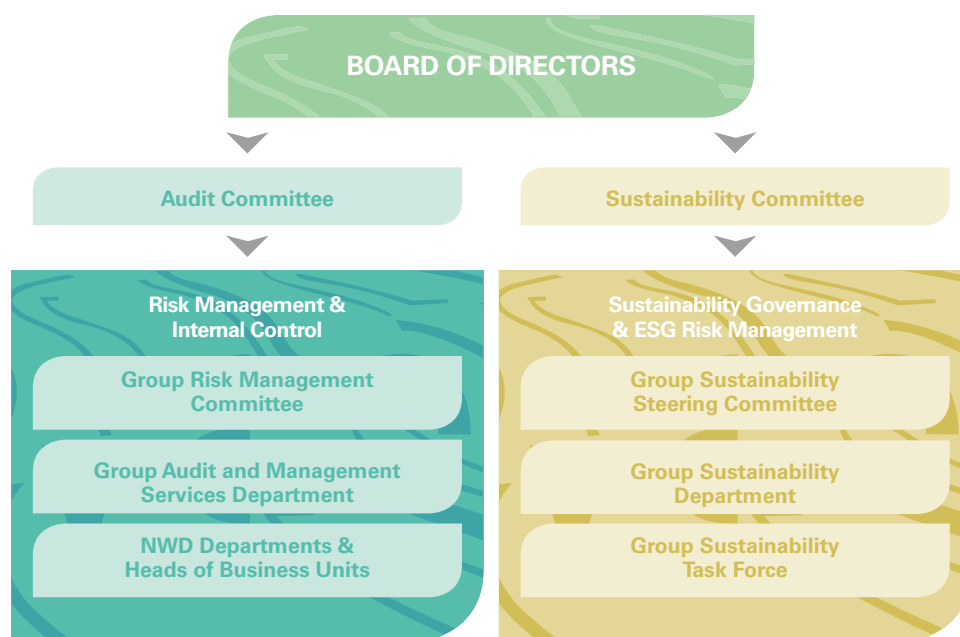 BOARD OF DIRECTORS
Audit Committee
Sustainability Committee
Risk Management &
Internal Control
Group Risk Management
Committee
Group Audit and Management
Services Department
NWD Departments &
Heads of Business Units
Sustainability Governance
& ESG Risk Management
Group Sustainability
Steering Committee
Group Sustainability
Department
Group Sustainability
Task Force